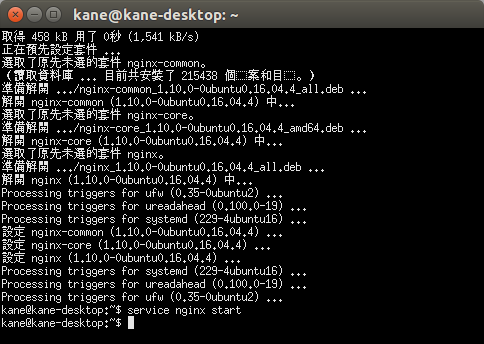 kane@kane-desktop: ~
取得 458 kB 用了 0秒 (1,541 kB/s)
正在預先設定套件 ...
選取了原先未選的套件 nginx-common。
（讀取資料庫 ... 目前共安裝了 215438 個案和目。）
準備解開 .../nginx-common_1.10.0-0ubuntu0.16.04.4_all.deb ...
解開 nginx-common (1.10.0-0ubuntu0.16.04.4) 中...
選取了原先未選的套件 nginx-core。
準備解開 .../nginx-core_1.10.0-0ubuntu0.16.04.4_amd64.deb ...
解開 nginx-core (1.10.0-0ubuntu0.16.04.4) 中...
選取了原先未選的套件 nginx。
準備解開 .../nginx_1.10.0-0ubuntu0.16.04.4_all.deb ...
解開 nginx (1.10.0-0ubuntu0.16.04.4) 中...
Processing triggers for ufw (0.35-0ubuntu2) ...
Processing triggers for ureadahead (0.100.0-19) ...
Processing triggers for systemd (229-4ubuntu16) ...
設定 nginx-common (1.10.0-0ubuntu0.16.04.4) ...
設定 nginx-core (1.10.0-0ubuntu0.16.04.4) ...
設定 nginx (1.10.0-0ubuntu0.16.04.4) ...
Processing triggers for systemd (229-4ubuntu16) ...
Processing triggers for ureadahead (0.100.0-19) ...
Processing triggers for ufw (0.35-0ubuntu2) ...
kane@kane-desktop:~$ service nginx start
kane@kane-desktop:~$